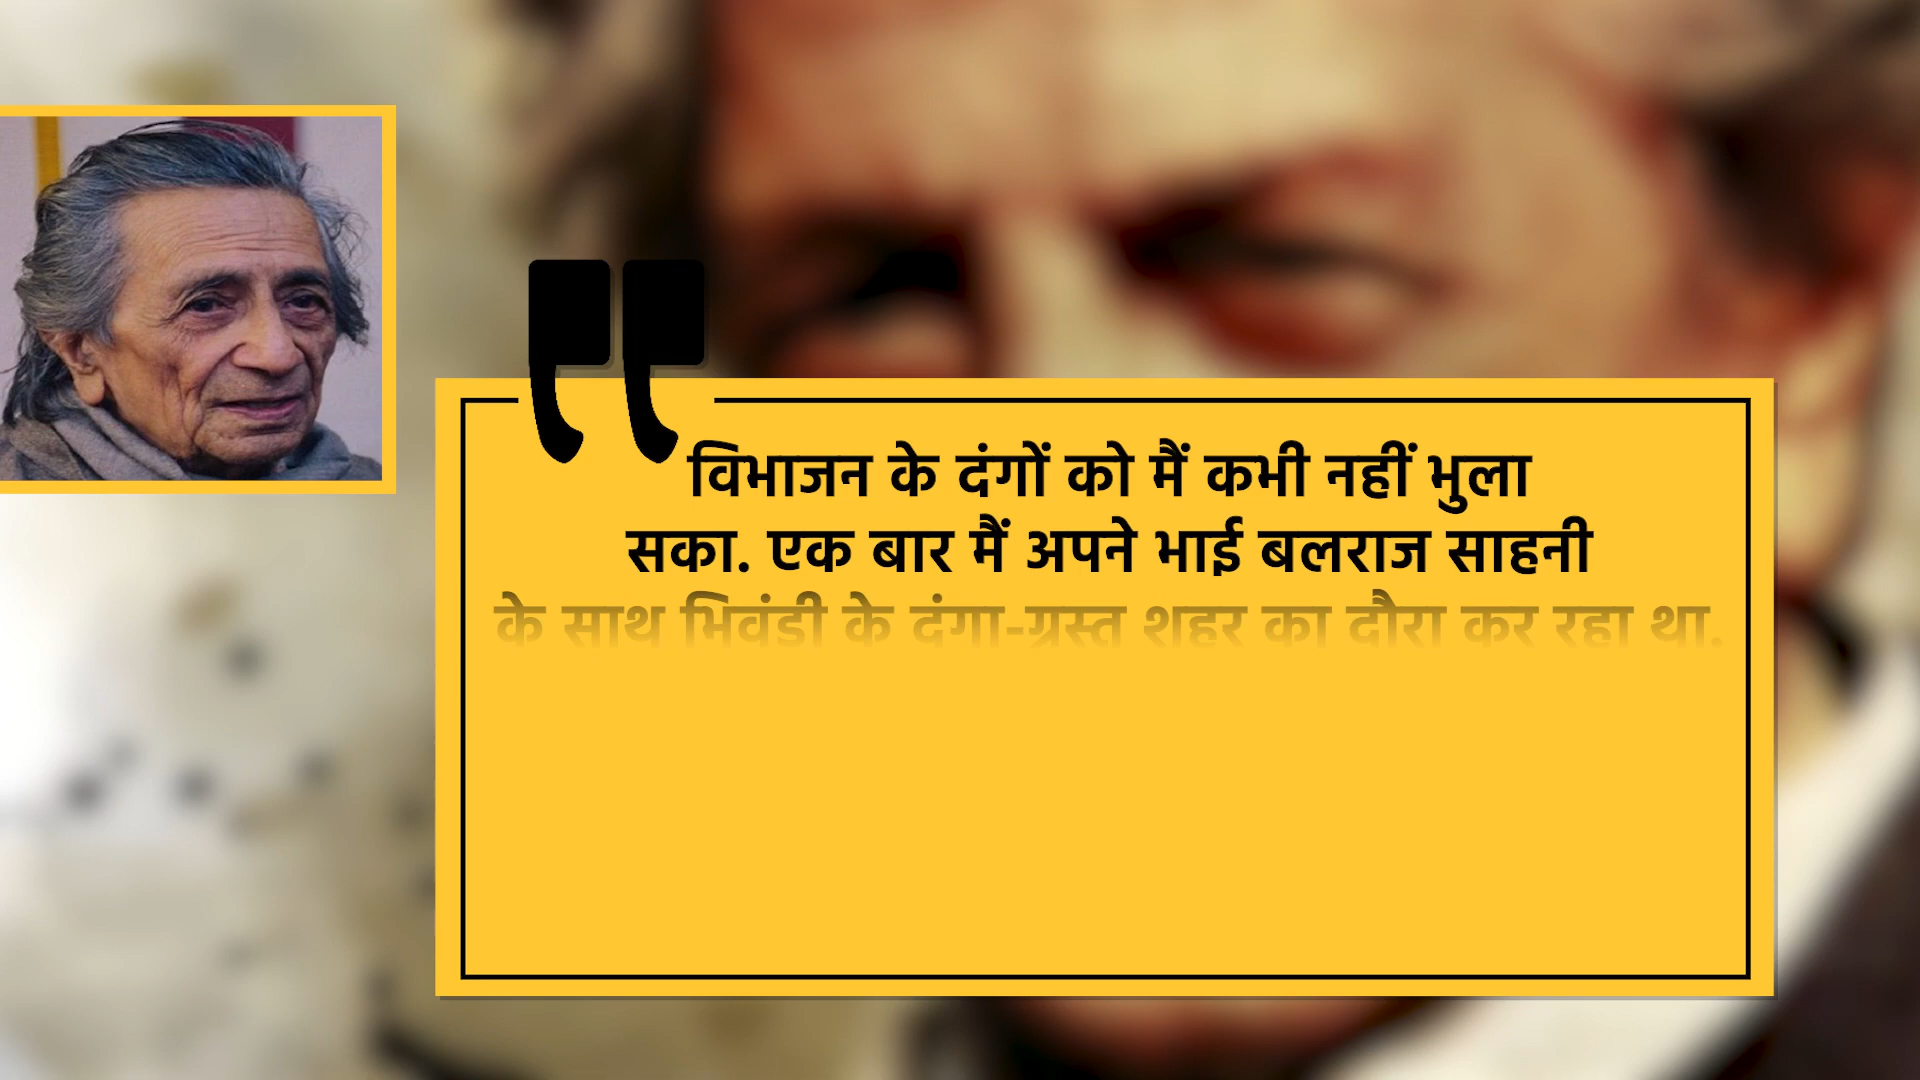 विभाजन के दंगों को मैं कभी नहीं भुला
सका. एक बार मैं अपने भाई बलराज साहनी
के साथ भिवंडी के दंगा-ग्रस्त शहर का दौरा कर रहा था.